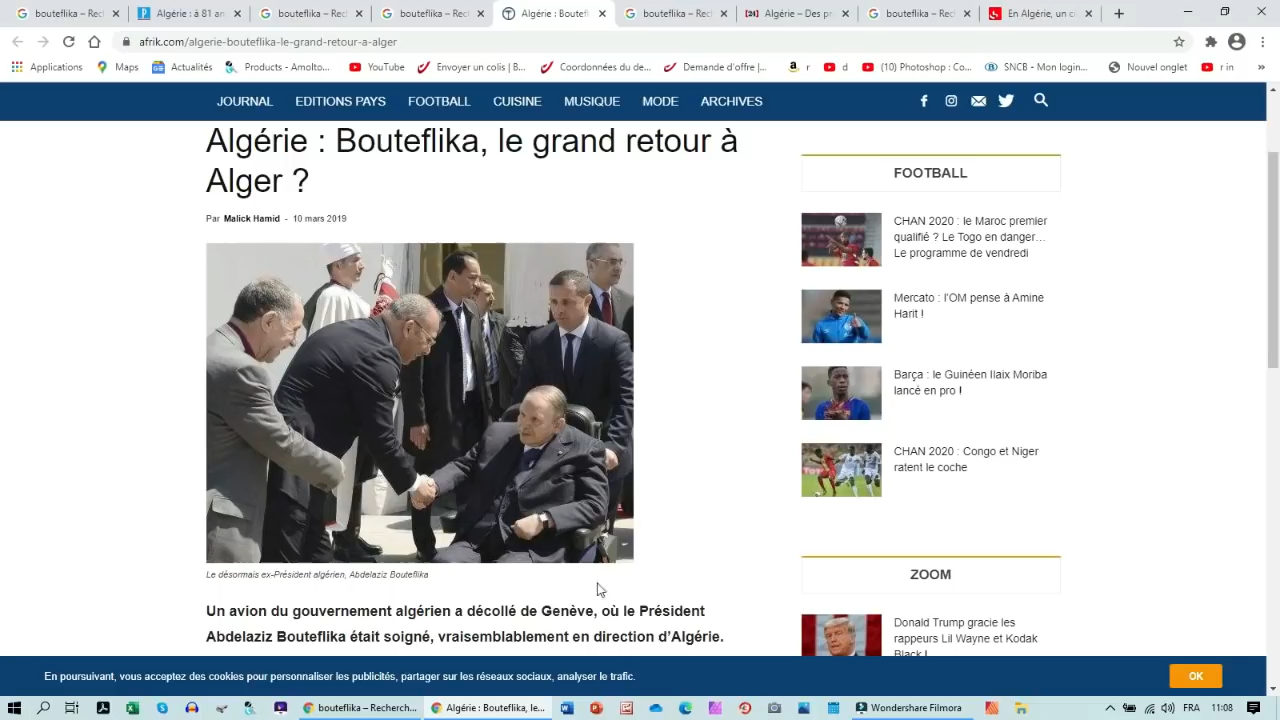 bouteflika – Rec
Algérie : à 81 an
bouteflika – Rec
bouteflika – Rec
Algérie : Boutefl
bouteflika – Rec
Algérie – Des pr
bouteflika – Rec
En Algérie, un c
afrik.com/algerie-bouteflika-le-grand-retour-a-alger
Applications
Maps
Actualités
Products - Amolto...
YouTube
Envoyer un colis | B...
Coordonnées du de...
Demande d'offre |...
r
d
(10) Photoshop : Co...
SNCB - Mon login...
Nouvel onglet
r in
»
JOURNAL
EDITIONS PAYS
FOOTBALL
CUISINE
MUSIQUE
MODE
ARCHIVES
Algérie : Bouteflika, le grand retour à
Alger ?
Par Malick Hamid - 10 mars 2019
Le désormais ex-Président algérien, Abdelaziz Bouteflika
Un avion du gouvernement algérien a décollé de Genève, où le Président
Abdelaziz Bouteflika était soigné, vraisemblablement en direction d'Algérie.
FOOTBALL
CHAN 2020 : le Maroc premier
qualifié ? Le Togo en danger…
Le programme de vendredi
Mercato : l'OM pense à Amine
Harit !
Barça : le Guinéen Ilaix Moriba
lancé en pro !
CHAN 2020 : Congo et Niger
ratent le coche
ZOOM
Donald Trump gracie les
rappeurs Lil Wayne et Kodak
Black !
En poursuivant, vous acceptez des cookies pour personnaliser les publicités, partager sur les réseaux sociaux, analyser le trafic.
OK
bouteflika – Recherch...
Algérie : Bouteflika, le...
Wondershare Filmora
FRA
11:08